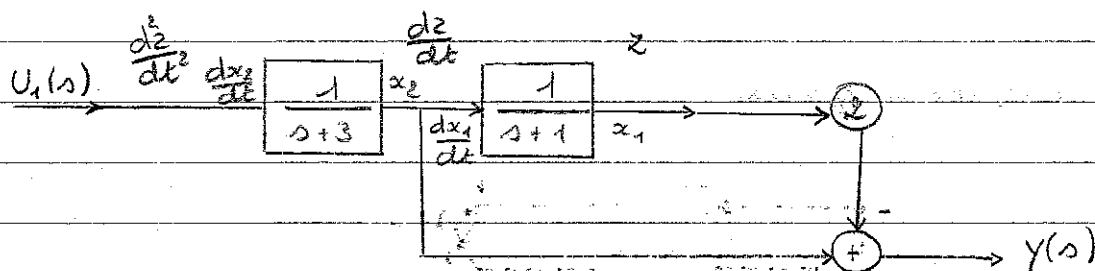 d²z/dt² dz/dt z
U₁(s) dx₂/dt 1/(s+3) x₂ dx₁/dt 1/(s+1) x₁ 2
-
+ Y(s)